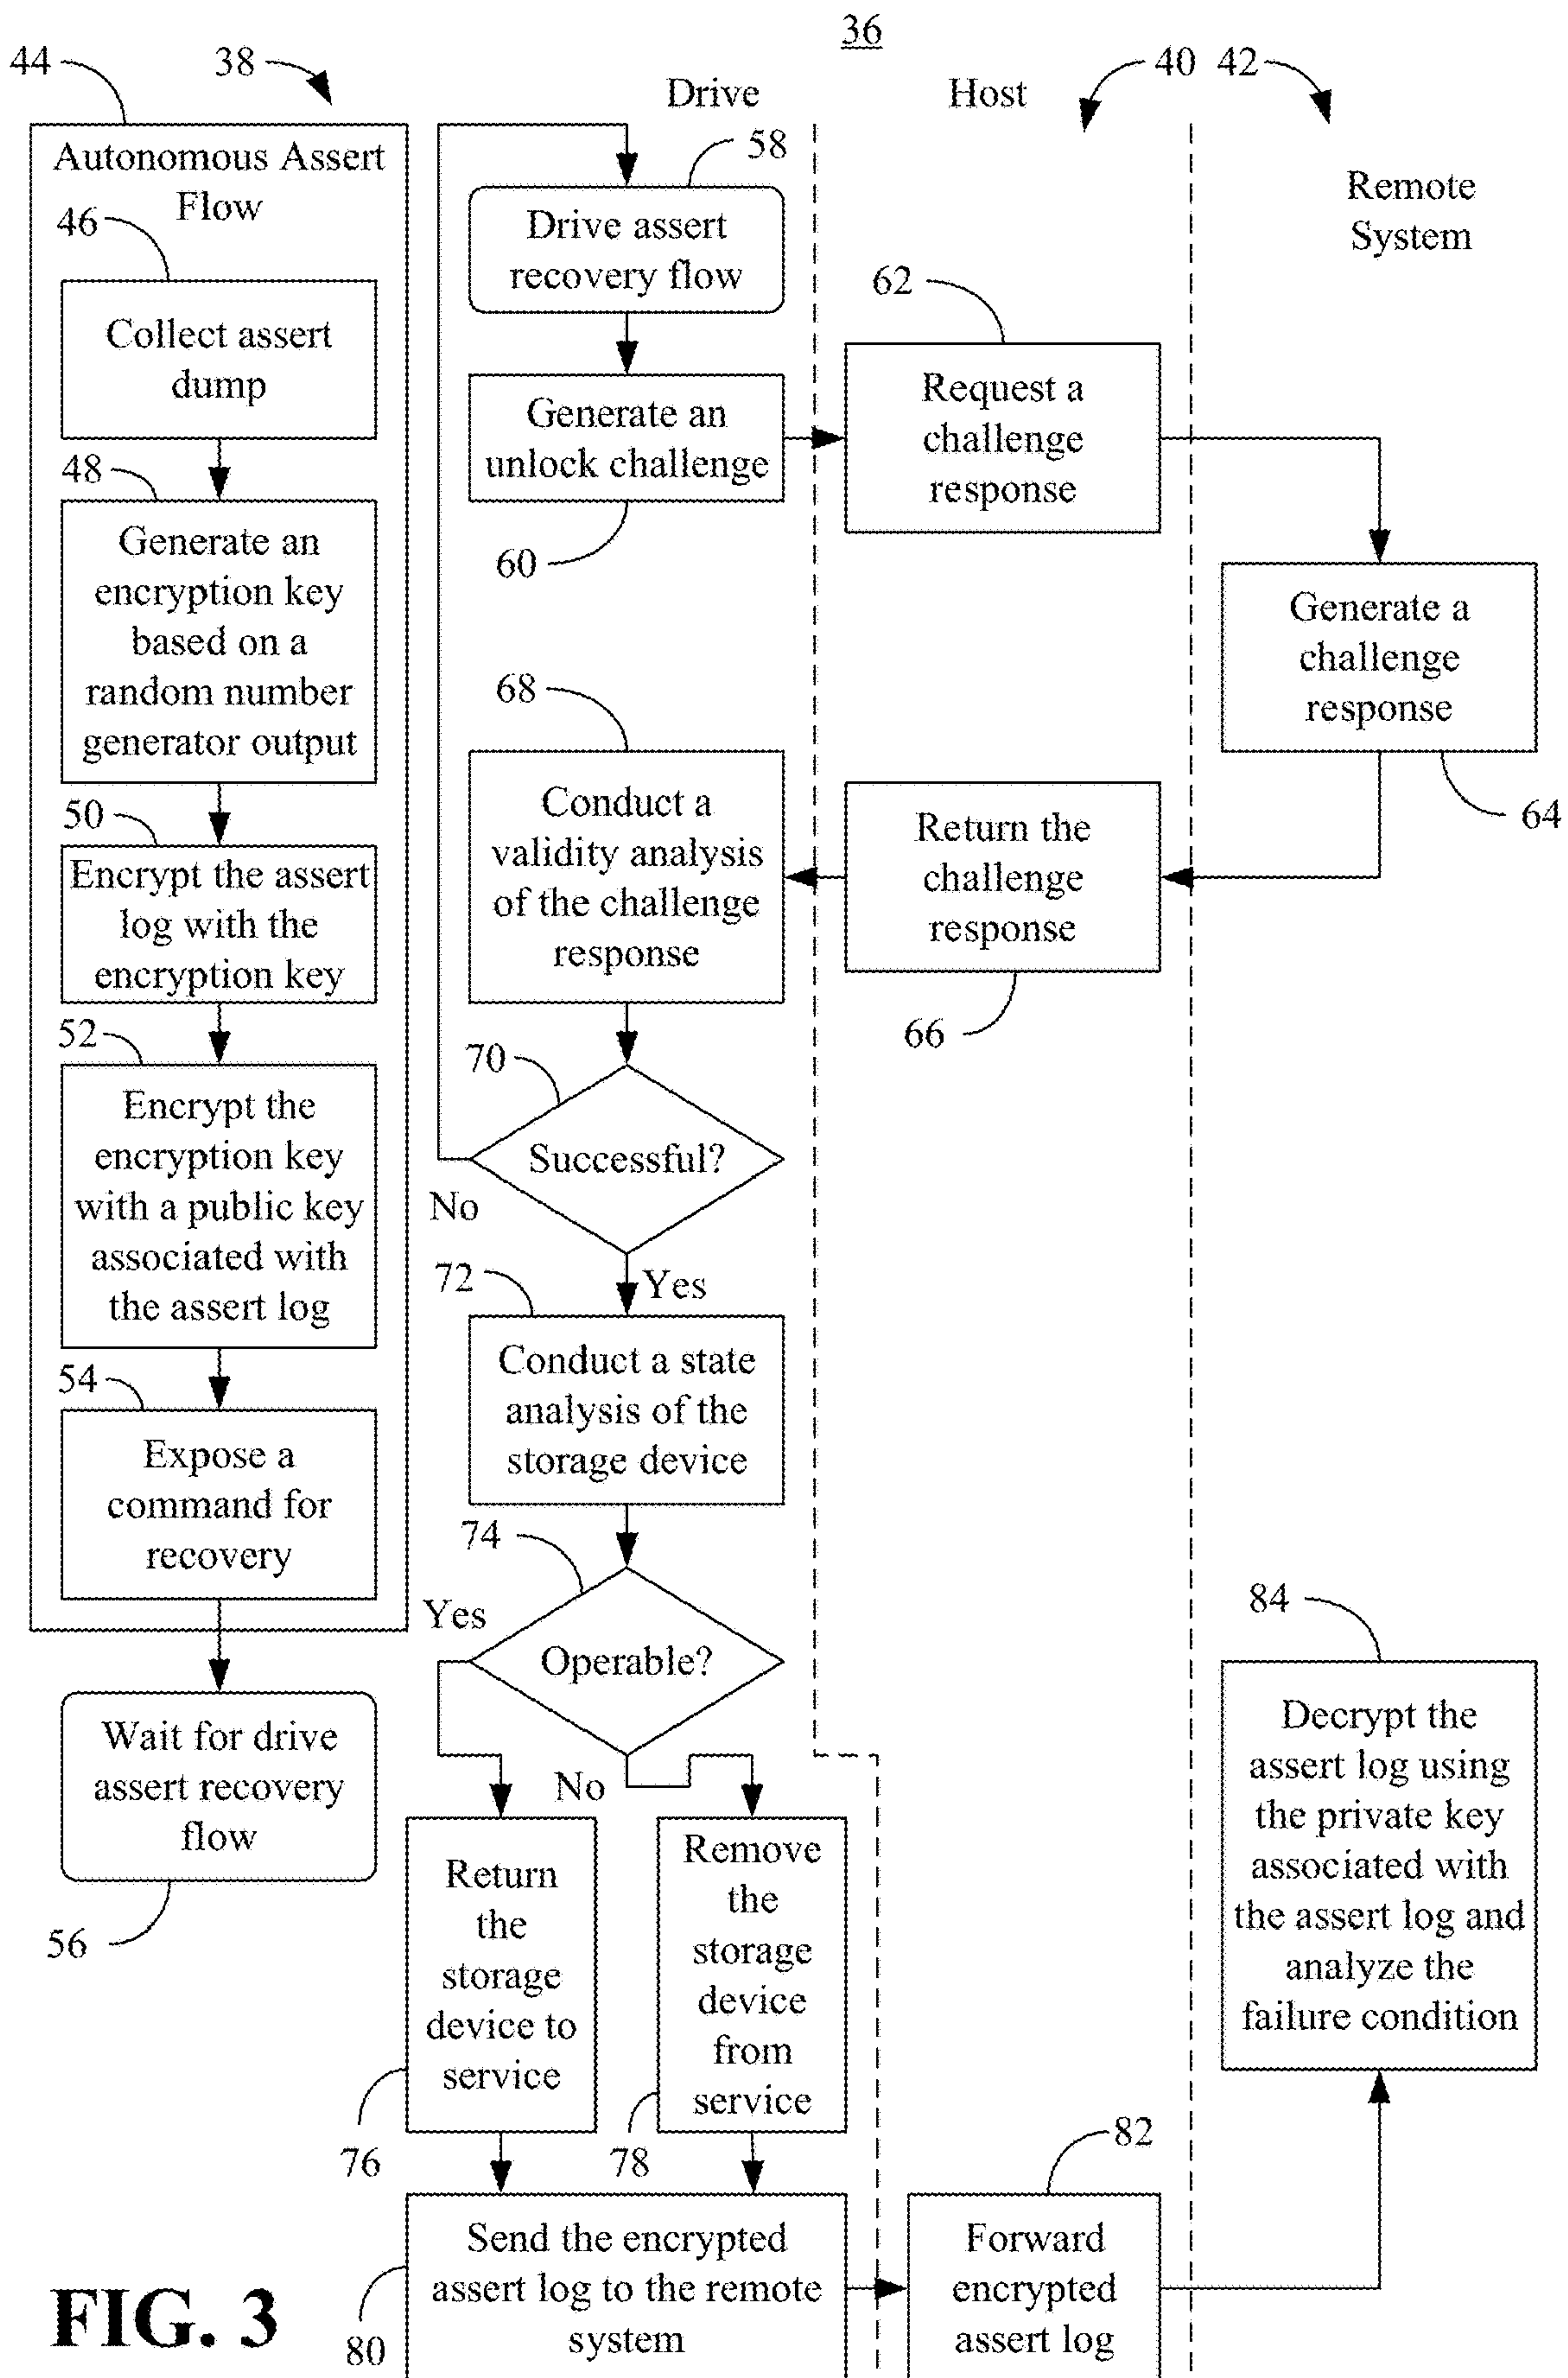 36
44
38
Drive
Host
40
42
Remote
System
Autonomous Assert
Flow
46
Collect assert
dump
48
Generate an
encryption key
based on a
random number
generator output
50
Encrypt the assert
log with the
encryption key
52
Encrypt the
encryption key
with a public key
associated with
the assert log
54
Expose a
command for
recovery
Wait for drive
assert recovery
flow
56
58
Drive assert
recovery flow
Generate an
unlock challenge
60
62
Request a
challenge
response
Generate a
challenge
response
64
Return the
challenge
response
66
68
Conduct a
validity analysis
of the challenge
response
70
Successful?
No
Yes
72
Conduct a state
analysis of the
storage device
74
Operable?
Yes
No
Return
the
storage
device to
service
76
Remove
the
storage
device
from
service
78
Send the encrypted
assert log to the remote
system
80
82
Forward
encrypted
assert log
84
Decrypt the
assert log using
the private key
associated with
the assert log and
analyze the
failure condition
FIG. 3